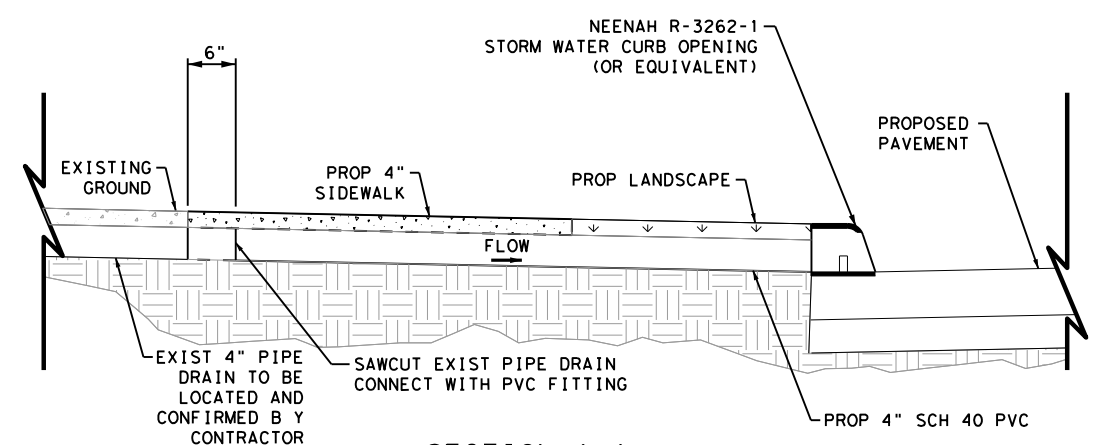 NEENAH R-3262-1
STORM WATER CURB OPENING
(OR EQUIVALENT)
6"
PROPOSED
PAVEMENT
EXISTING
GROUND
PROP 4"
SIDEWALK
PROP LANDSCAPE
FLOW
EXIST 4" PIPE
DRAIN TO BE
LOCATED AND
CONFIRMED B Y
CONTRACTOR
SAWCUT EXIST PIPE DRAIN
CONNECT WITH PVC FITTING
PROP 4" SCH 40 PVC